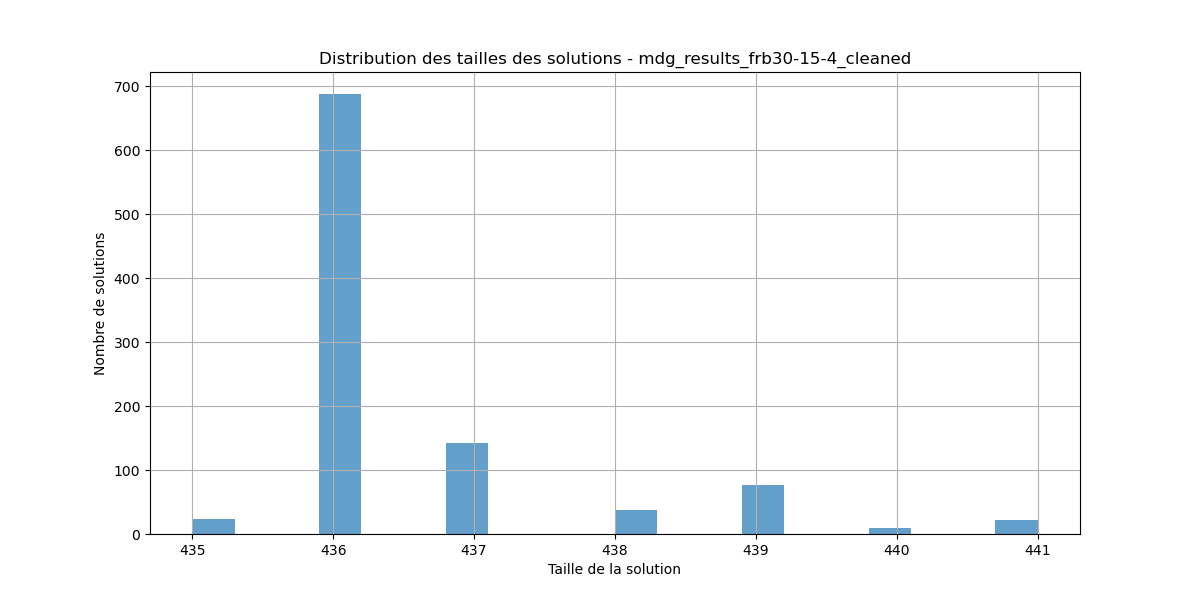 Distribution des tailles des solutions - mdg_results_frb30-15-4_cleaned
700
600
500
400
300
200
100
0
Nombre de solutions
435 436 437 438 439 440 441
Taille de la solution